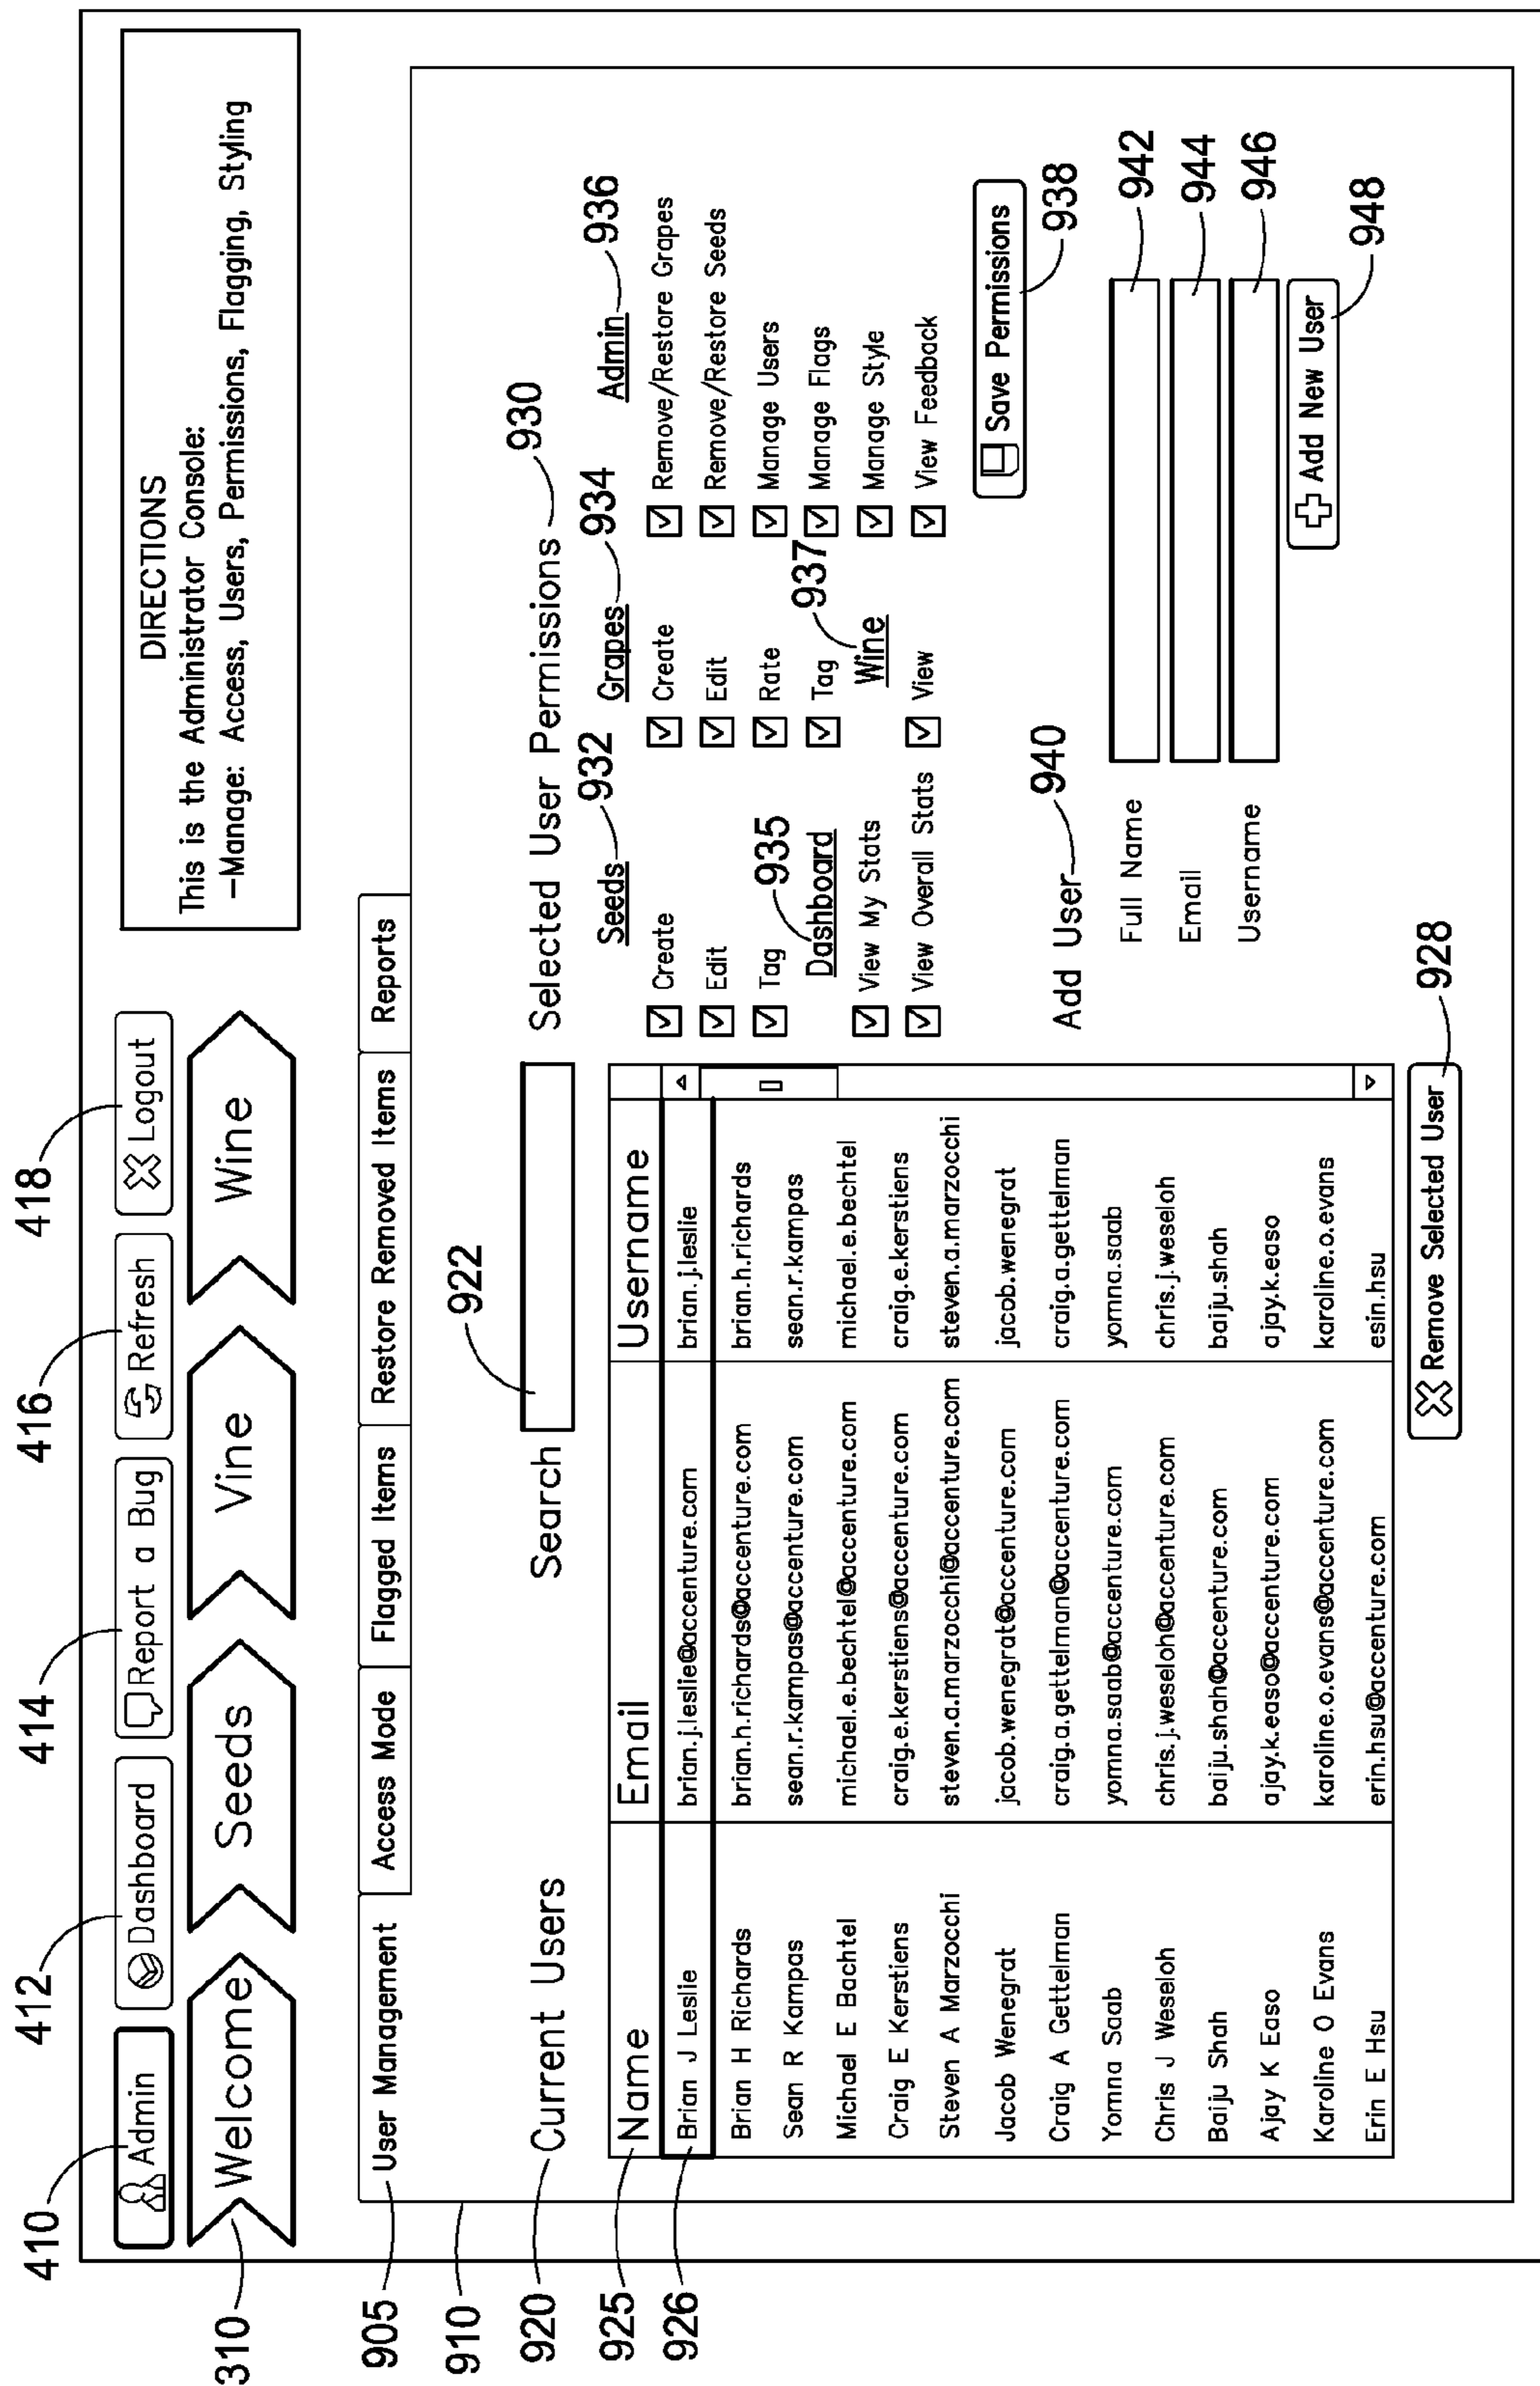 410 412 414 416 418
Admin Dashboard Report a Bug Refresh Logout
DIRECTIONS
This is the Administrator Console:
-Manage: Access, Users, Permissions, Flagging, Styling
310 Welcome Seeds Vine Wine
905 User Management Access Mode Flagged Items Restore Removed Items Reports
910
922
920 Current Users Search
Name Email Username
925
926
Brian J Leslie brian.j.leslie@accenture.com brian.j.leslie
Brian H Richards brian.h.richards@accenture.com brian.h.richards
Sean R Kampas sean.r.kampas@accenture.com sean.r.kampas
Michael E Bachtel michael.e.bechtel@accenture.com michael.e.bechtel
Craig E Kerstiens craig.e.kerstiens@accenture.com craig.e.kerstiens
Steven A Marzocchi steven.a.marzocchi@accenture.com steven.a.marzocchi
Jacob Wenegrat jacob.wenegrat@accenture.com jacob.wenegrat
Craig A Gettelman craig.a.gettelman@accenture.com craig.a.gettelman
Yomna Saab yomna.saab@accenture.com yomna.saab
Chris J Weseloh chris.j.weseloh@accenture.com chris.j.weseloh
Baiju Shah baiju.shah@accenture.com baiju.shah
Ajay K Easo ajay.k.easo@accenture.com ajay.k.easo
Karoline O Evans karoline.o.evans@accenture.com karoline.o.evans
Erin E Hsu erin.hsu@accenture.com esin.hsu
Remove Selected User 928
Selected User Permissions 930
932 934 936
Seeds Grapes Admin
Create Create Remove/Restore Grapes
Edit Edit Remove/Restore Seeds
Tag Rate Manage Users
935 937
Dashboard Tag Manage Flags
View My Stats Wine Manage Style
View Overall Stats View View Feedback
Save Permissions 938
Add User 940
Full Name 942
Email 944
Username 946
Add New User 948